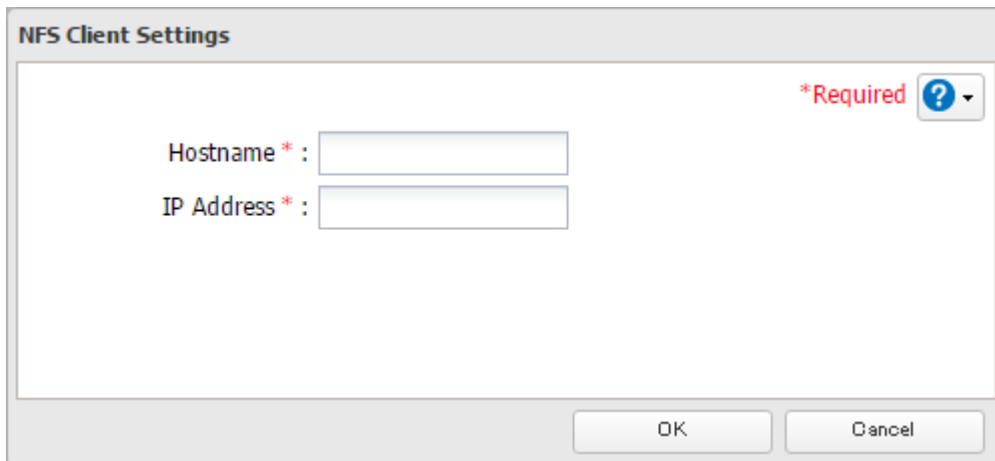 NFS Client Settings
*Required ?
Hostname * :
IP Address * :
OK Cancel